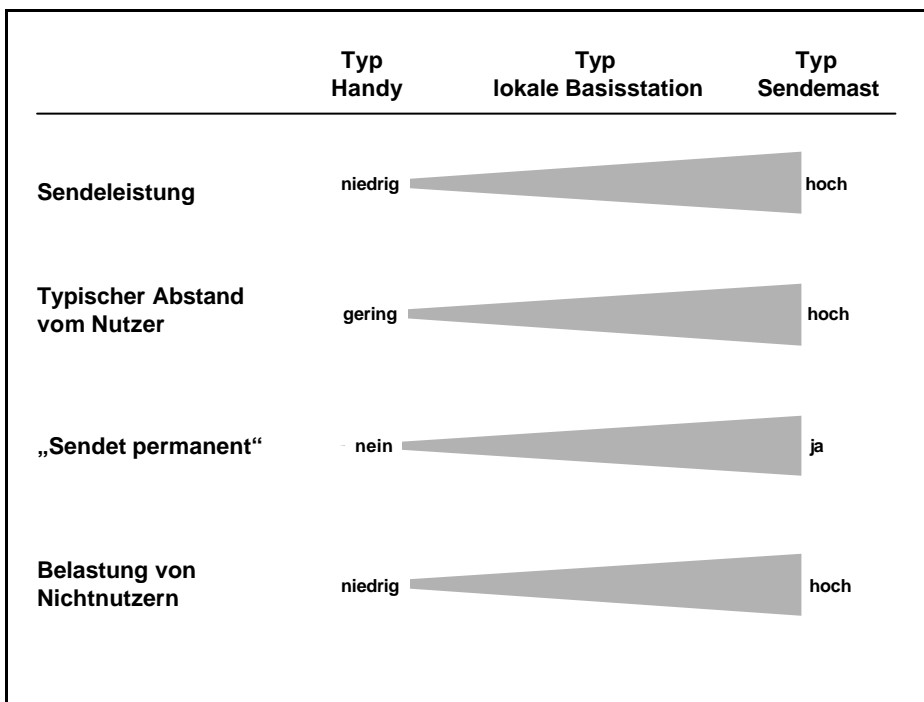 Typ Typ Typ
Handy lokale Basisstation Sendemast
Sendeleistung niedrig hoch
Typischer Abstand
vom Nutzer gering hoch
„Sendet permanent“ nein ja
Belastung von
Nichtnutzern niedrig hoch